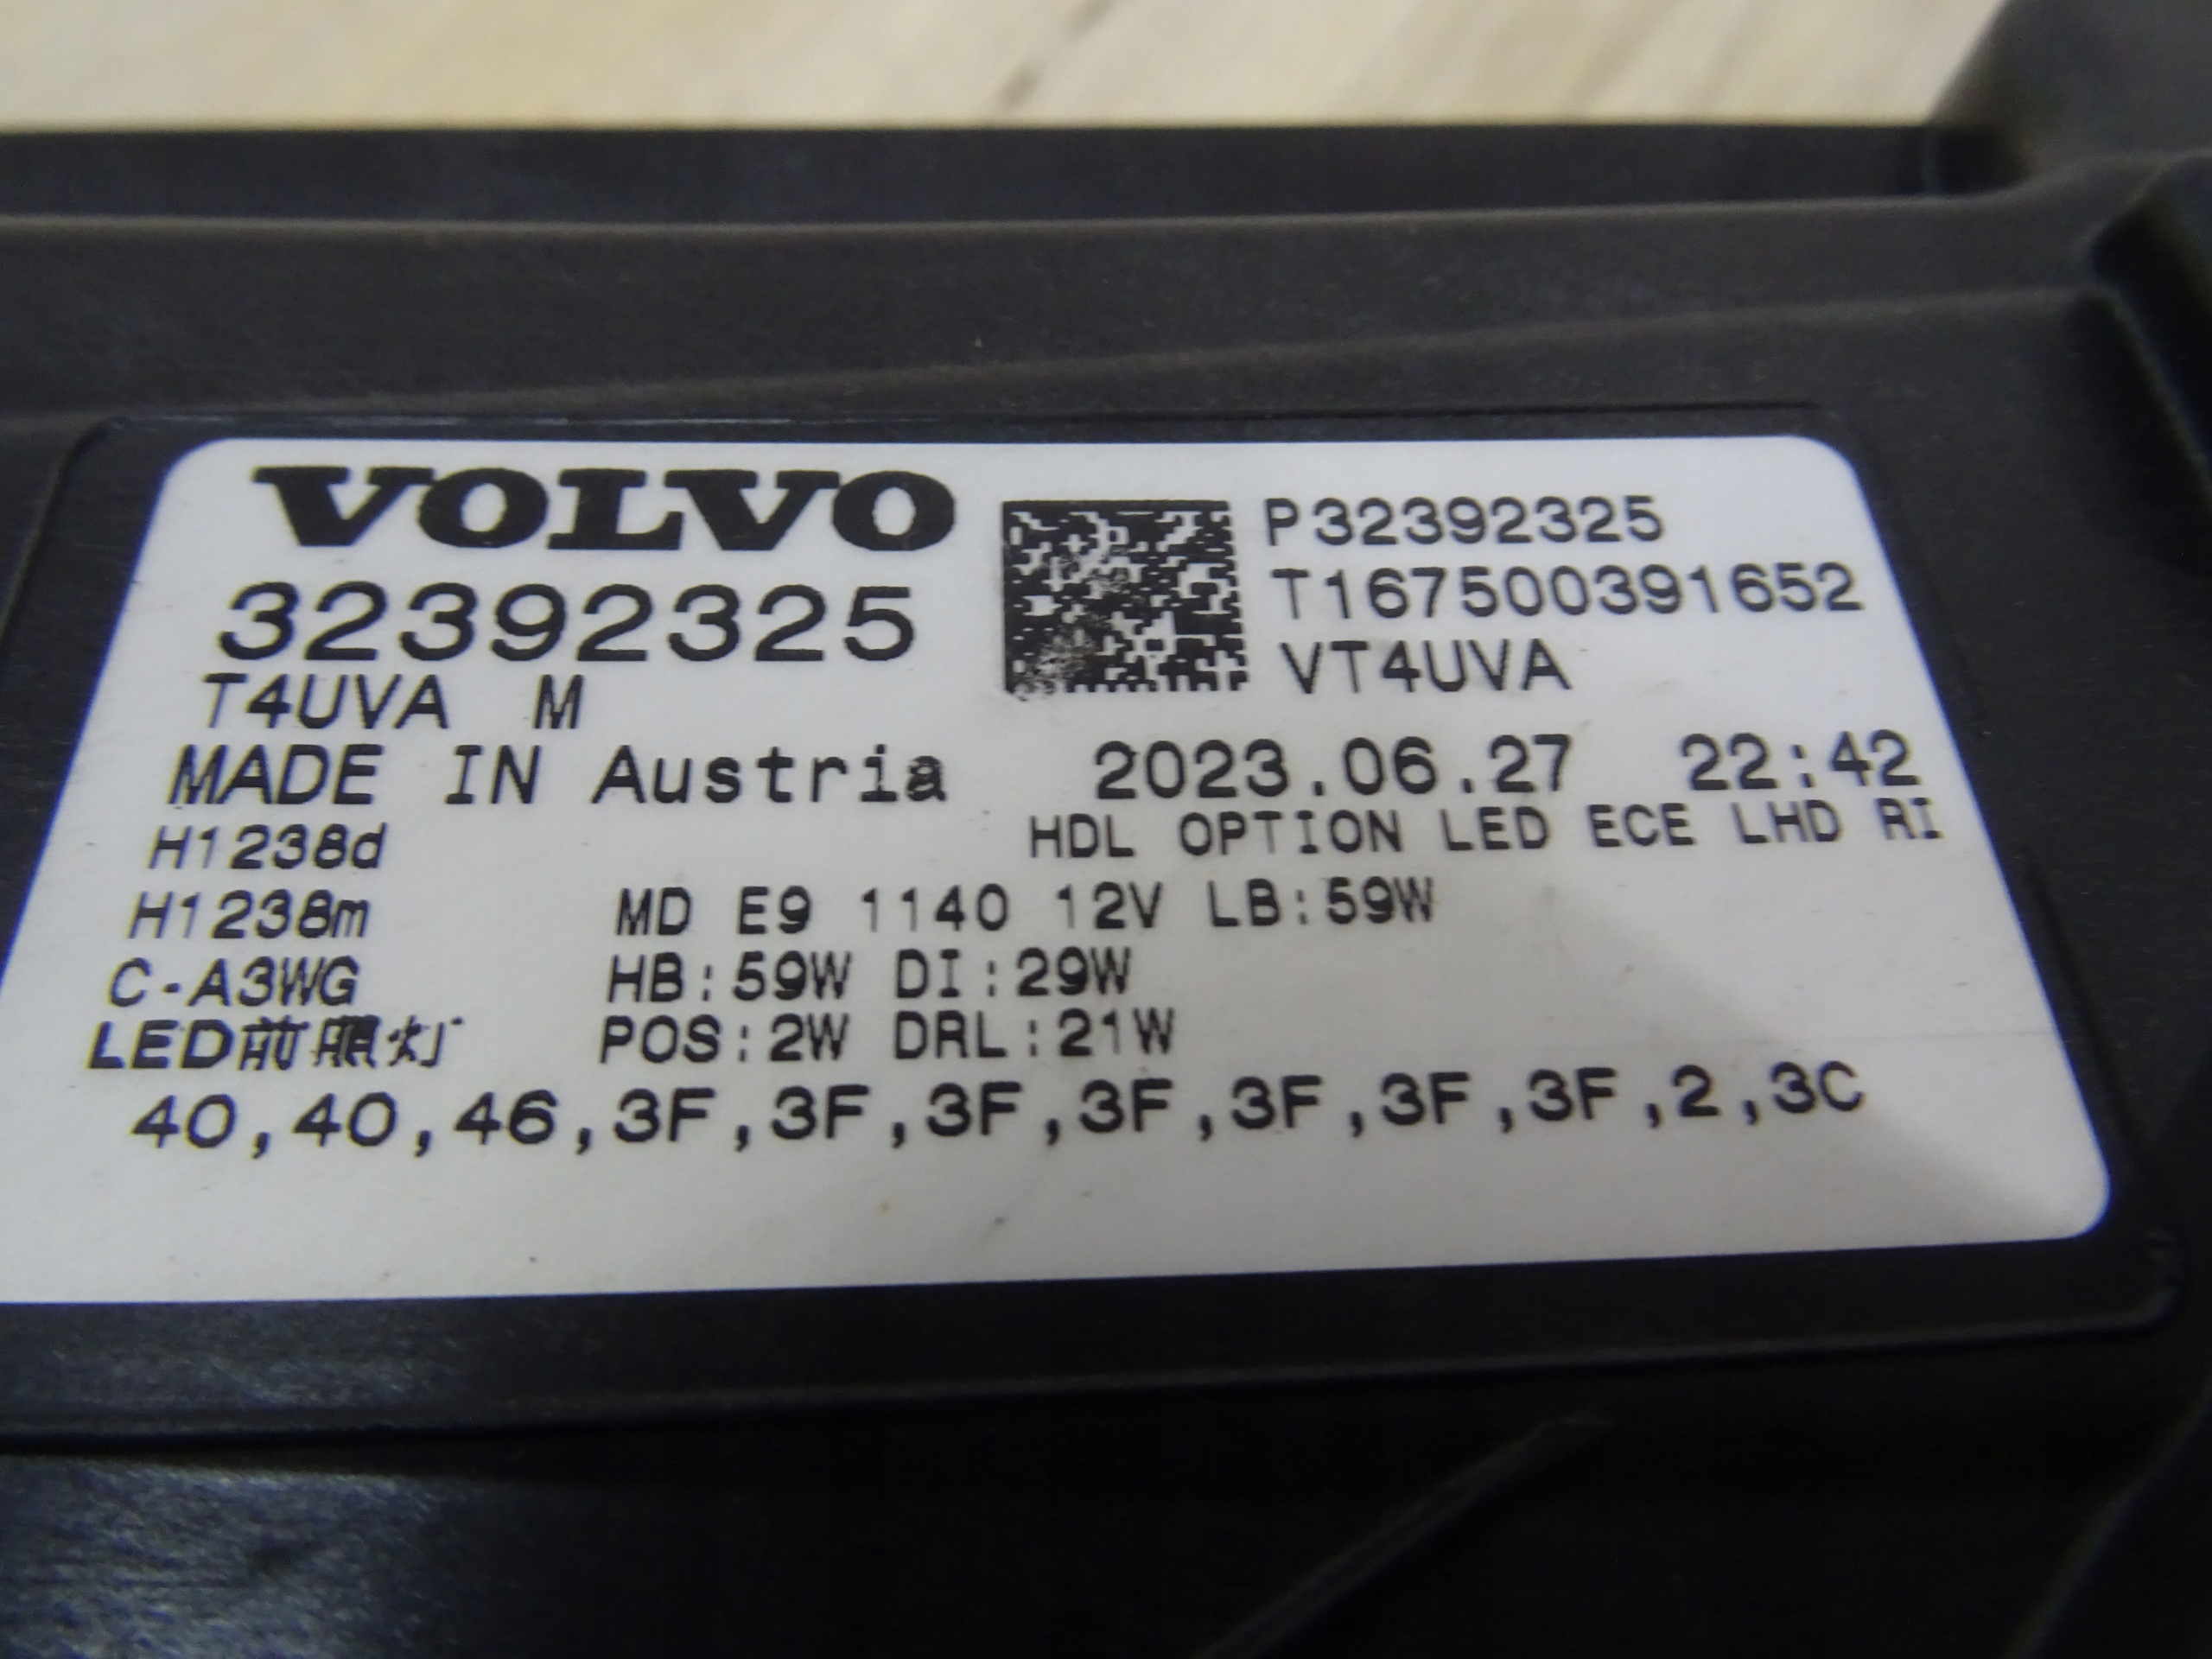 VOLVO
32392325
P32392325
T167500391652
VT4UVA
T4UVA M
MADE IN Austria 2023.06.27 22:42
H1238d HDL OPTION LED ECE LHD RI
H1238m MD E9 1140 12V LB:59W
C-A3WG HB:59W DI:29W
LED前照灯 POS:2W DRL:21W
40,40,46,3F,3F,3F,3F,3F,3F,3F,2,3C